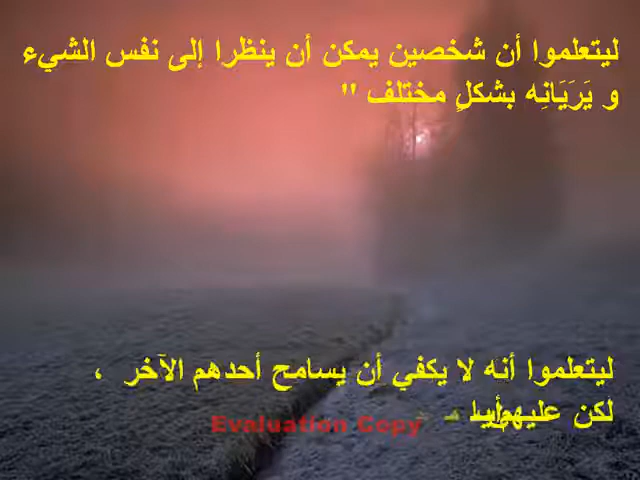 ليتعلموا أن شخصين يمكن أن ينظرا إلى نفس الشيء
و يَرَيَانِه بشكلٍ مختلف "
ليتعلموا أنه لا يكفي أن يسامح أحدهم الآخر ،
لكن عليهم
Evaluation Copy